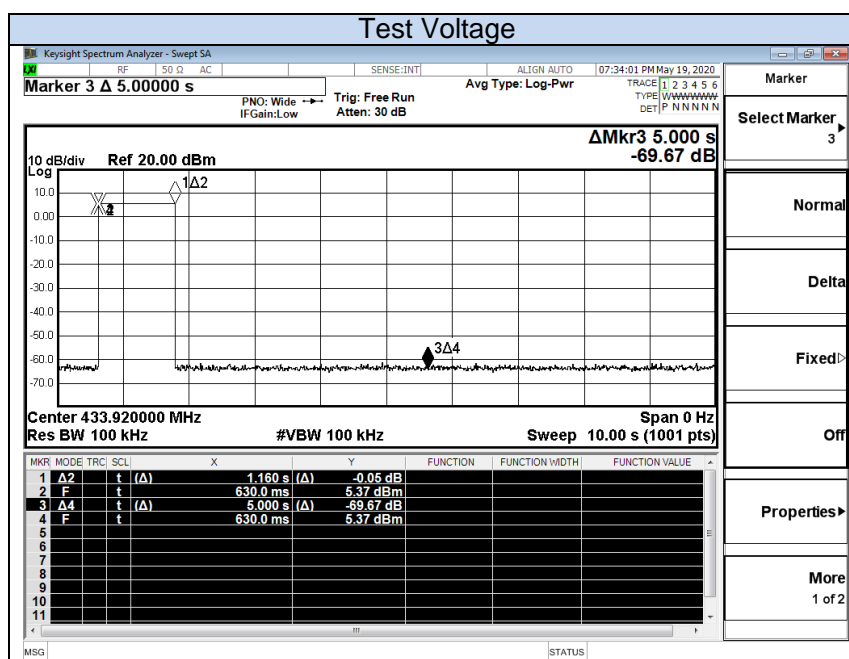 Test Voltage
Keysight Spectrum Analyzer - Swept SA
LXI RF 50 Ω AC SENSE:INT ALIGN AUTO 07:34:01 PM May 19, 2020
Marker 3 Δ 5.00000 s
PNO: Wide
IFGain:Low
Trig: Free Run
Atten: 30 dB
Avg Type: Log-Pwr
TRACE 1 2 3 4 5 6
TYPE WWWWWW
DET P N N N N N
ΔMkr3 5.000 s
-69.67 dB
10 dB/div Ref 20.00 dBm
Log
10.0
0.00
-10.0
-20.0
-30.0
-40.0
-50.0
-60.0
-70.0
1Δ2
3Δ4
Center 433.920000 MHz Span 0 Hz
Res BW 100 kHz #VBW 100 kHz Sweep 10.00 s (1001 pts)
MKR MODE TRC SCL X Y FUNCTION FUNCTION WIDTH FUNCTION VALUE
1 Δ2 t (Δ) 1.160 s (Δ) -0.05 dB
2 F t 630.0 ms 5.37 dBm
3 Δ4 t (Δ) 5.000 s (Δ) -69.67 dB
4 F t 630.0 ms 5.37 dBm
5
6
7
8
9
10
11
MSG STATUS
Marker
Select Marker
3
Normal
Delta
Fixed
Off
Properties
More
1 of 2